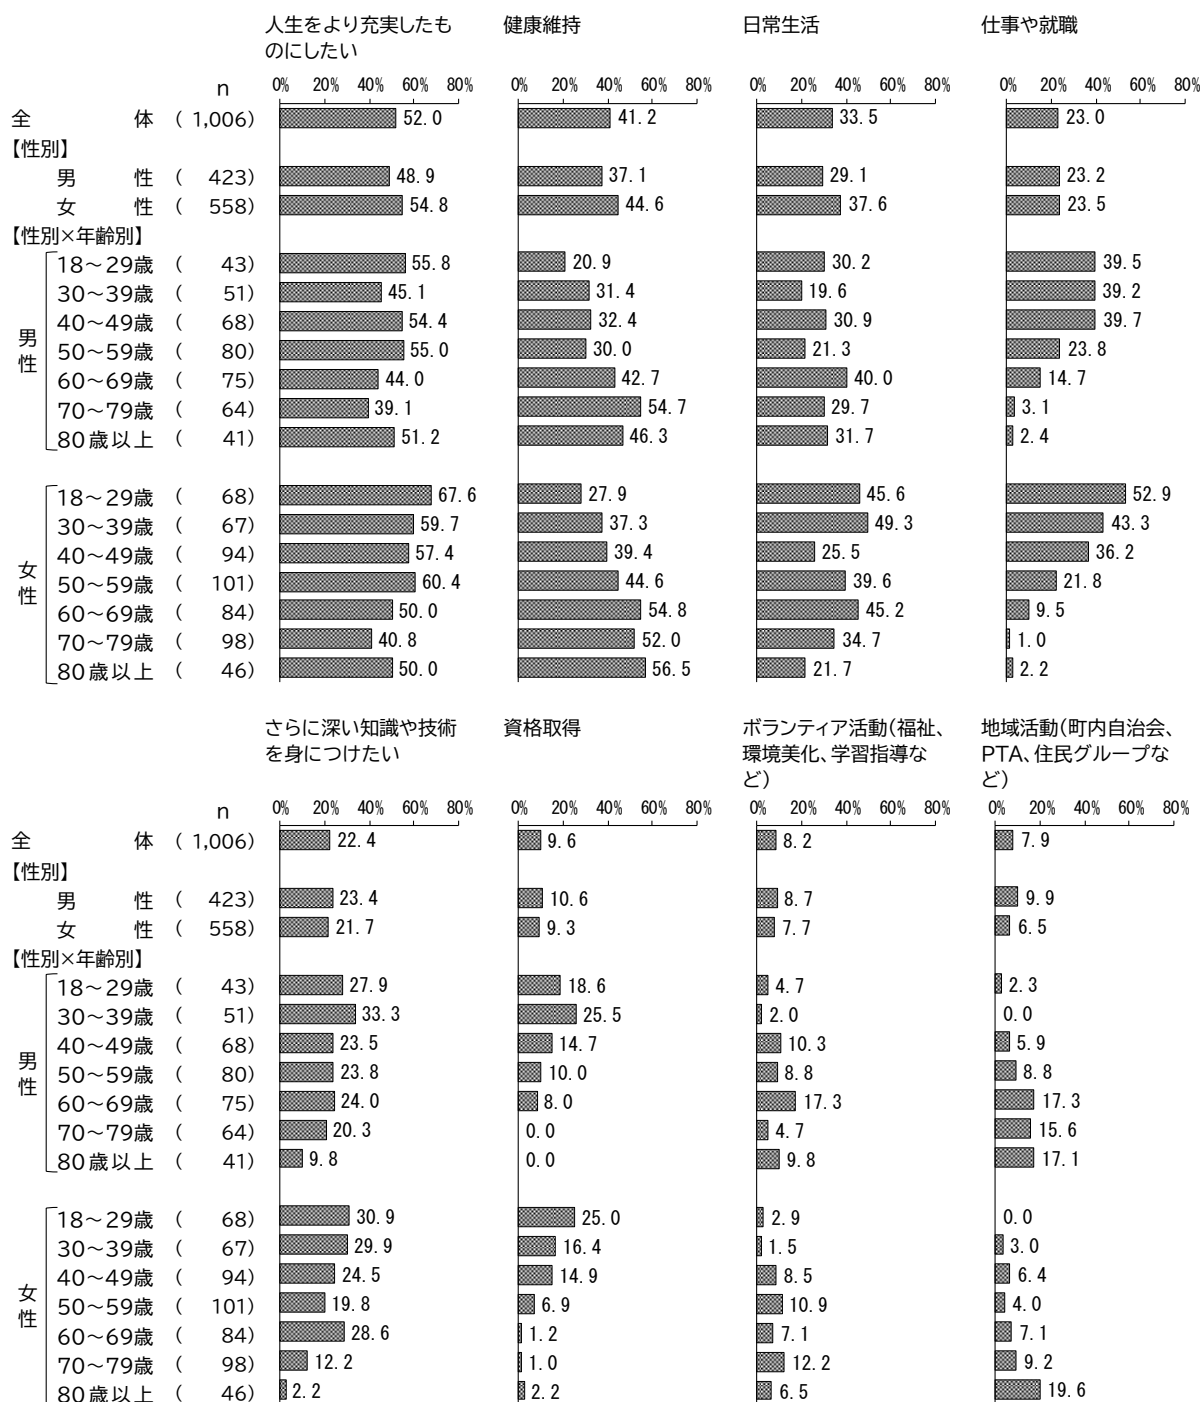 人生をより充実したも 健康維持 日常生活 仕事や就職
のにしたい
n 0% 20% 40% 60% 80% 0% 20% 40% 60% 80% 0% 20% 40% 60% 80% 0% 20% 40% 60% 80%
全体 (1,006) 52.0 41.2 33.5 23.0
【性別】
男性 (423) 48.9 37.1 29.1 23.2
女性 (558) 54.8 44.6 37.6 23.5
【性別×年齢別】
男性
18～29歳 (43) 55.8 20.9 30.2 39.5
30～39歳 (51) 45.1 31.4 19.6 39.2
40～49歳 (68) 54.4 32.4 30.9 39.7
50～59歳 (80) 55.0 30.0 21.3 23.8
60～69歳 (75) 44.0 42.7 40.0 14.7
70～79歳 (64) 39.1 54.7 29.7 3.1
80歳以上 (41) 51.2 46.3 31.7 2.4
女性
18～29歳 (68) 67.6 27.9 45.6 52.9
30～39歳 (67) 59.7 37.3 49.3 43.3
40～49歳 (94) 57.4 39.4 25.5 36.2
50～59歳 (101) 60.4 44.6 39.6 21.8
60～69歳 (84) 50.0 54.8 45.2 9.5
70～79歳 (98) 40.8 52.0 34.7 1.0
80歳以上 (46) 50.0 56.5 21.7 2.2
さらに深い知識や技術 資格取得 ボランティア活動(福祉、 地域活動(町内自治会、
を身につけたい 環境美化、学習指導な PTA、住民グループな
ど) ど)
n 0% 20% 40% 60% 80% 0% 20% 40% 60% 80% 0% 20% 40% 60% 80% 0% 20% 40% 60% 80%
全体 (1,006) 22.4 9.6 8.2 7.9
【性別】
男性 (423) 23.4 10.6 8.7 9.9
女性 (558) 21.7 9.3 7.7 6.5
【性別×年齢別】
男性
18～29歳 (43) 27.9 18.6 4.7 2.3
30～39歳 (51) 33.3 25.5 2.0 0.0
40～49歳 (68) 23.5 14.7 10.3 5.9
50～59歳 (80) 23.8 10.0 8.8 8.8
60～69歳 (75) 24.0 8.0 17.3 17.3
70～79歳 (64) 20.3 0.0 4.7 15.6
80歳以上 (41) 9.8 0.0 9.8 17.1
女性
18～29歳 (68) 30.9 25.0 2.9 0.0
30～39歳 (67) 29.9 16.4 1.5 3.0
40～49歳 (94) 24.5 14.9 8.5 6.4
50～59歳 (101) 19.8 6.9 10.9 4.0
60～69歳 (84) 28.6 1.2 7.1 7.1
70～79歳 (98) 12.2 1.0 12.2 9.2
80歳以上 (46) 2.2 2.2 6.5 19.6